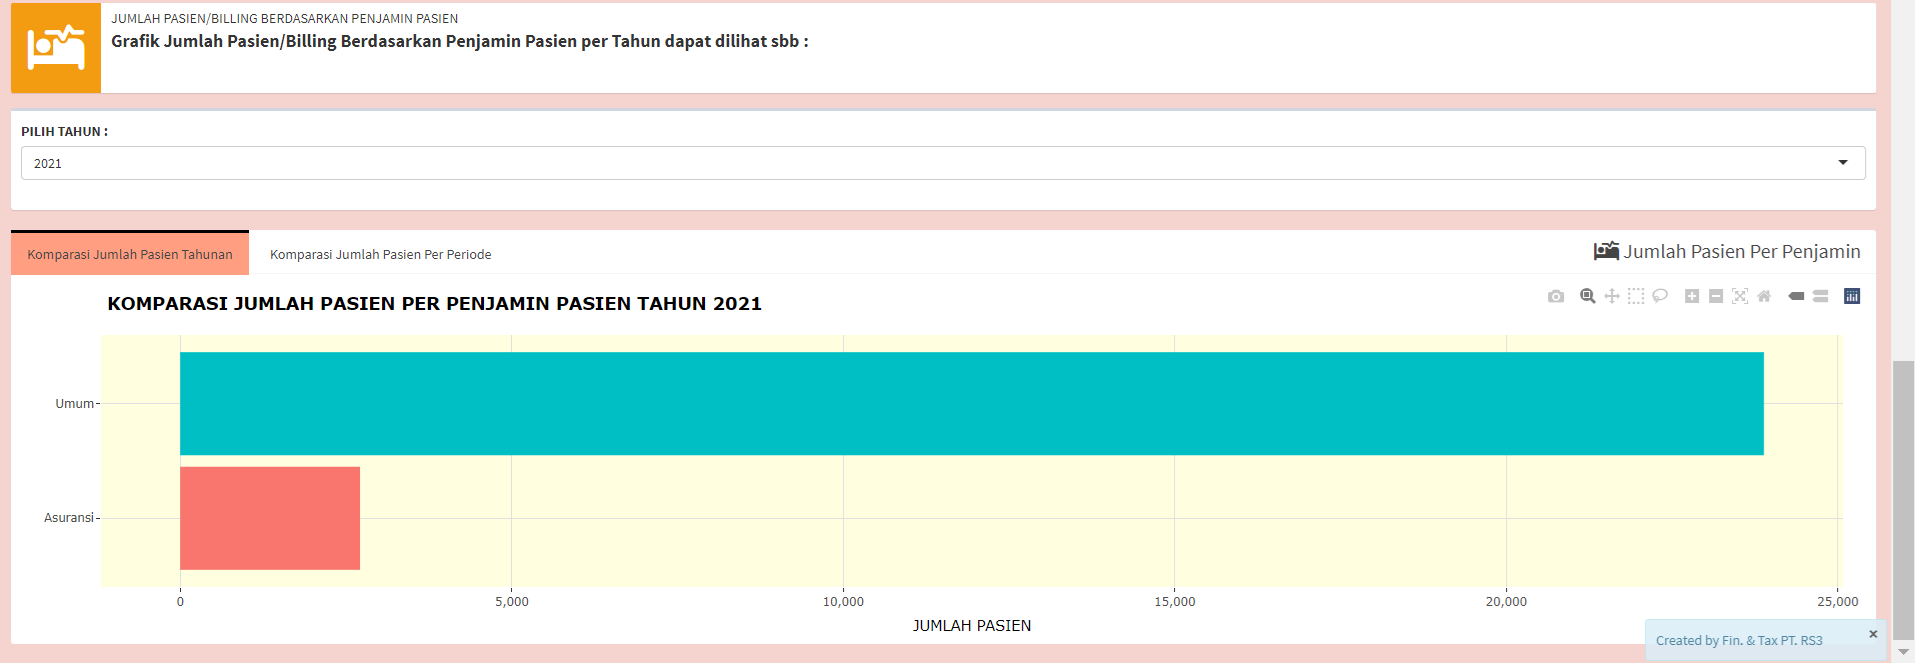 JUMLAH PASIEN/BILLING BERDASARKAN PENJAMIN PASIEN
Grafik Jumlah Pasien/Billing Berdasarkan Penjamin Pasien per Tahun dapat dilihat sbb :
PILIH TAHUN :
2021
Komparasi Jumlah Pasien Tahunan
Komparasi Jumlah Pasien Per Periode
Jumlah Pasien Per Penjamin
KOMPARASI JUMLAH PASIEN PER PENJAMIN PASIEN TAHUN 2021
Umum
Asuransi
0 5,000 10,000 15,000 20,000 25,000
JUMLAH PASIEN
Created by Fin. & Tax PT. RS3 ×